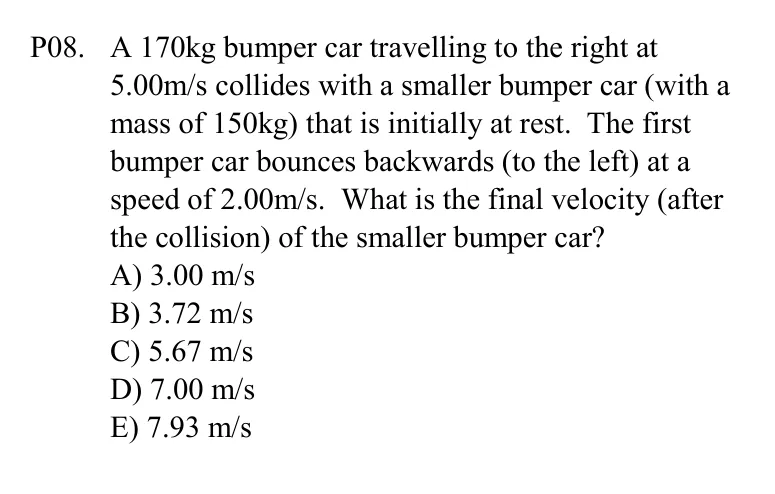 P08. A 170kg bumper car travelling to the right at
5.00m/s collides with a smaller bumper car (with a
mass of 150kg) that is initially at rest. The first
bumper car bounces backwards (to the left) at a
speed of 2.00m/s. What is the final velocity (after
the collision) of the smaller bumper car?
A) 3.00 m/s
B) 3.72 m/s
C) 5.67 m/s
D) 7.00 m/s
E) 7.93 m/s